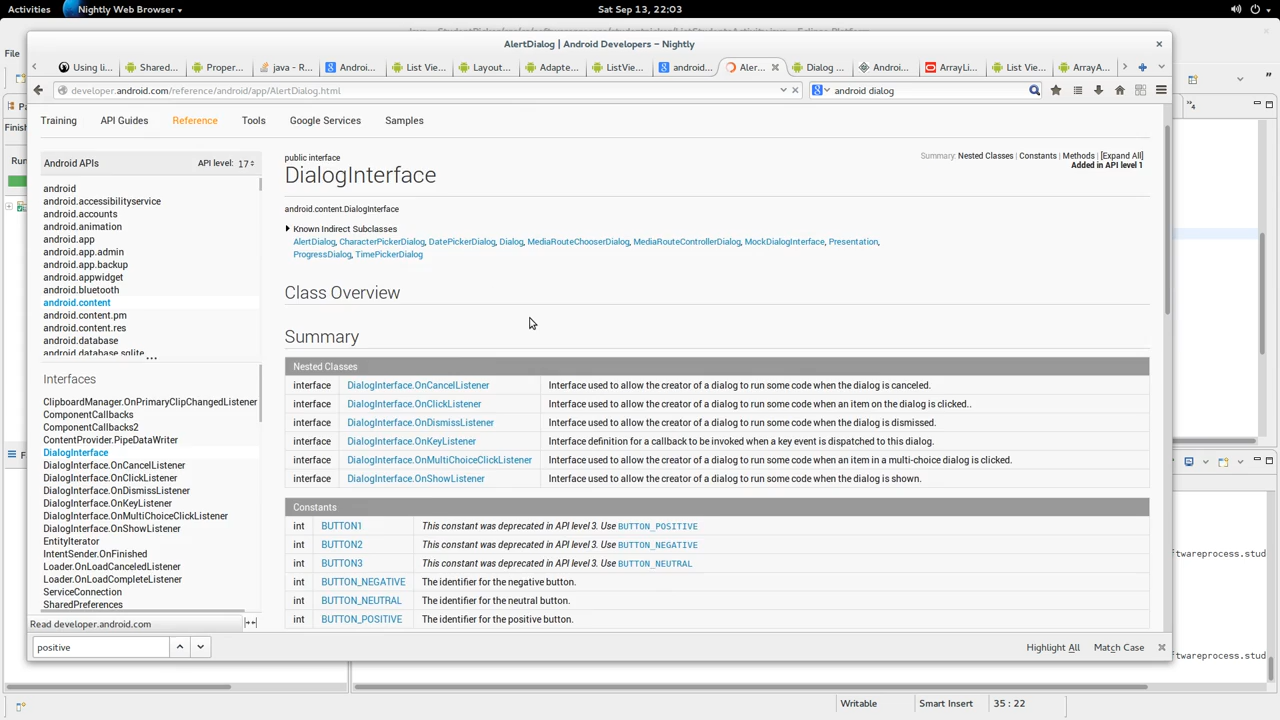 Activities Nightly Web Browser Sat Sep 13, 22:03
File
AlertDialog | Android Developers – Nightly
Using li Shared... Proper... java - R... Androi... List Vie... Layout... Adapte... ListVie... android... Aler... Dialog ... Androi... ArrayLi... List Vie... ArrayA...
developer.android.com/reference/android/app/AlertDialog.html android dialog
Training API Guides Reference Tools Google Services Samples
Finish
Run
Android APIs API level: 17
android
android.accessibilityservice
android.accounts
android.animation
android.app
android.app.admin
android.app.backup
android.appwidget
android.bluetooth
android.content
android.content.pm
android.content.res
android.database
android.database.sqlite
Interfaces
ClipboardManager.OnPrimaryClipChangedListener
ComponentCallbacks
ComponentCallbacks2
ContentProvider.PipeDataWriter
DialogInterface
DialogInterface.OnCancelListener
DialogInterface.OnClickListener
DialogInterface.OnDismissListener
DialogInterface.OnKeyListener
DialogInterface.OnMultiChoiceClickListener
DialogInterface.OnShowListener
EntityIterator
IntentSender.OnFinished
Loader.OnLoadCanceledListener
Loader.OnLoadCompleteListener
ServiceConnection
SharedPreferences
public interface
DialogInterface
Summary: Nested Classes | Constants | Methods | [Expand All]
Added in API level 1
android.content.DialogInterface
Known Indirect Subclasses
AlertDialog, CharacterPickerDialog, DatePickerDialog, Dialog, MediaRouteChooserDialog, MediaRouteControllerDialog, MockDialogInterface, Presentation,
ProgressDialog, TimePickerDialog
Class Overview
Summary
Nested Classes
interface DialogInterface.OnCancelListener Interface used to allow the creator of a dialog to run some code when the dialog is canceled.
interface DialogInterface.OnClickListener Interface used to allow the creator of a dialog to run some code when an item on the dialog is clicked..
interface DialogInterface.OnDismissListener Interface used to allow the creator of a dialog to run some code when the dialog is dismissed.
interface DialogInterface.OnKeyListener Interface definition for a callback to be invoked when a key event is dispatched to this dialog.
interface DialogInterface.OnMultiChoiceClickListener Interface used to allow the creator of a dialog to run some code when an item in a multi-choice dialog is clicked.
interface DialogInterface.OnShowListener Interface used to allow the creator of a dialog to run some code when the dialog is shown.
Constants
int BUTTON1 This constant was deprecated in API level 3. Use BUTTON_POSITIVE
int BUTTON2 This constant was deprecated in API level 3. Use BUTTON_NEGATIVE
int BUTTON3 This constant was deprecated in API level 3. Use BUTTON_NEUTRAL
int BUTTON_NEGATIVE The identifier for the negative button.
int BUTTON_NEUTRAL The identifier for the neutral button.
int BUTTON_POSITIVE The identifier for the positive button.
ftwareprocess.stud
Read developer.android.com
positive Highlight All Match Case
ftwareprocess.stud
Writable Smart Insert 35 : 22